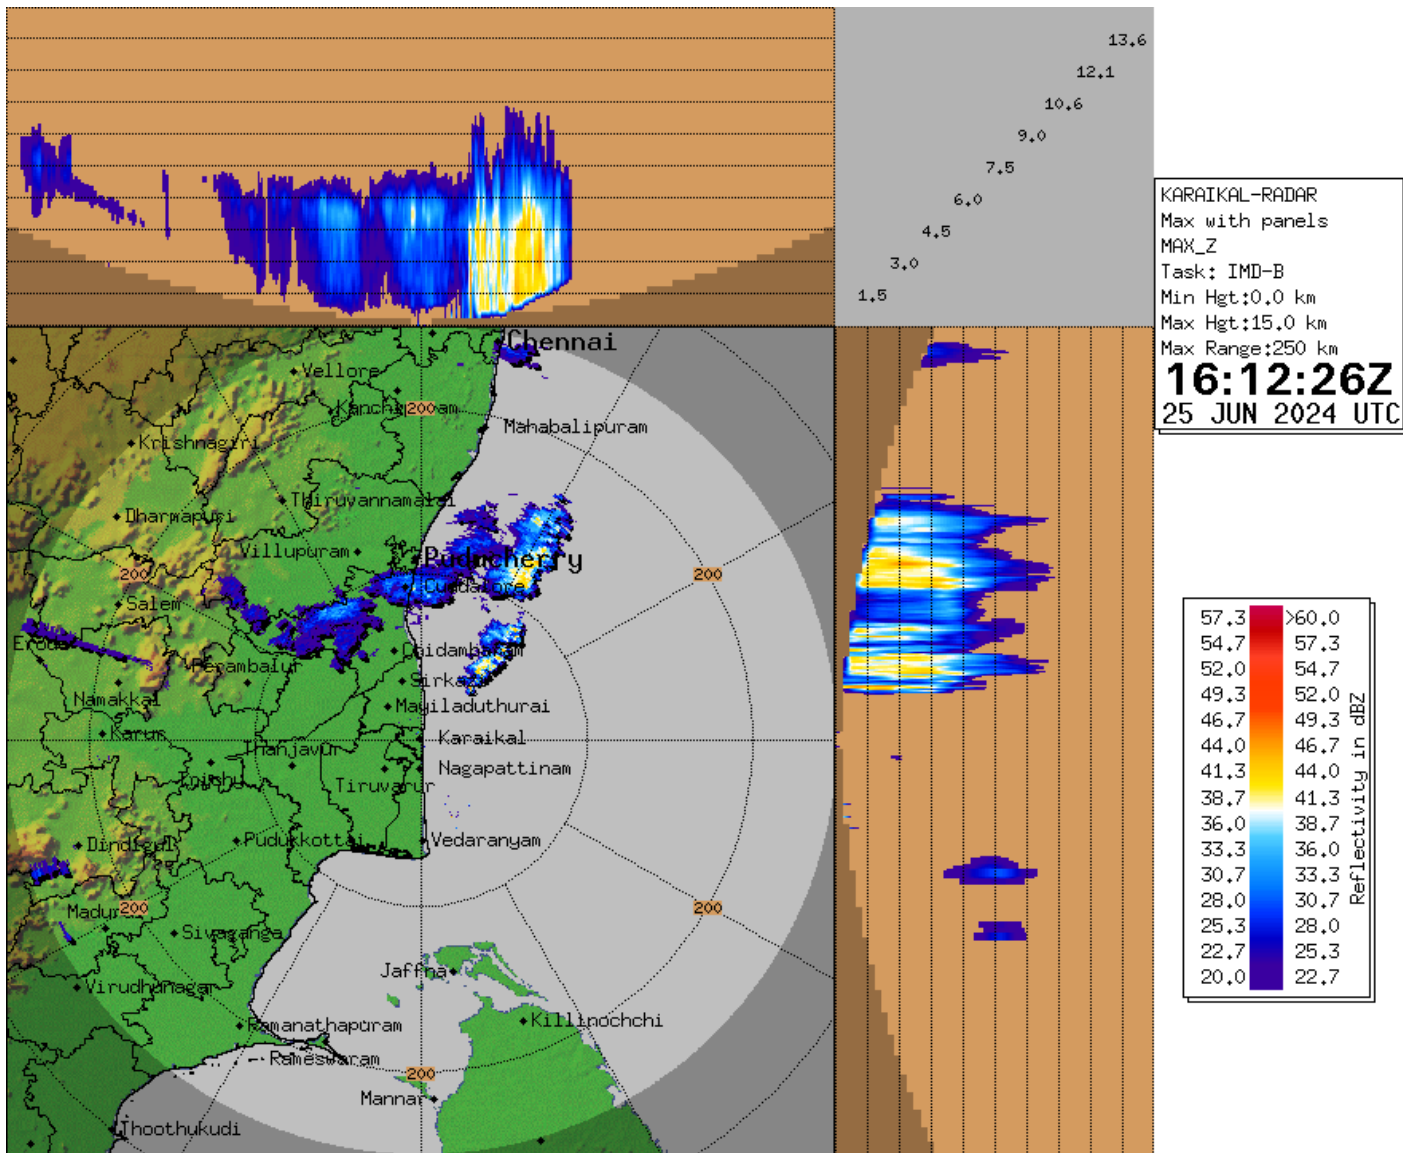 13.6
12.1
10.6
9.0
7.5
6.0
4.5
3.0
1.5
KARAIKAL-RADAR
Max with panels
MAX_Z
Task: IMD-B
Min Hgt:0.0 km
Max Hgt:15.0 km
Max Range:250 km
16:12:26Z
25 JUN 2024 UTC
Chennai
Vellore
200
Mahabalipuram
Krishnagiri
Thiruvannamalai
Dharmapuri
Villupuram
Puducherry
200
Cuddalore
200
Salem
Erode
Chidambaram
Perambalur
Sirkazi
Namakkal
Mayiladuthurai
Karur
Karaikal
Thanjavur
Nagapattinam
Tiruvarur
Dindigul
Pudukkottai
Vedaranyam
Madurai
200
200
Sivaganga
Jaffna
Virudhunagar
Ramanathapuram
Killinochchi
Rameswaram
200
Mannar
Thoothukudi
57.3 >60.0
54.7 57.3
52.0 54.7
49.3 52.0
46.7 49.3
44.0 46.7
41.3 44.0
38.7 41.3
36.0 38.7
33.3 36.0
30.7 33.3
28.0 30.7
25.3 28.0
22.7 25.3
20.0 22.7
Reflectivity in dBZ